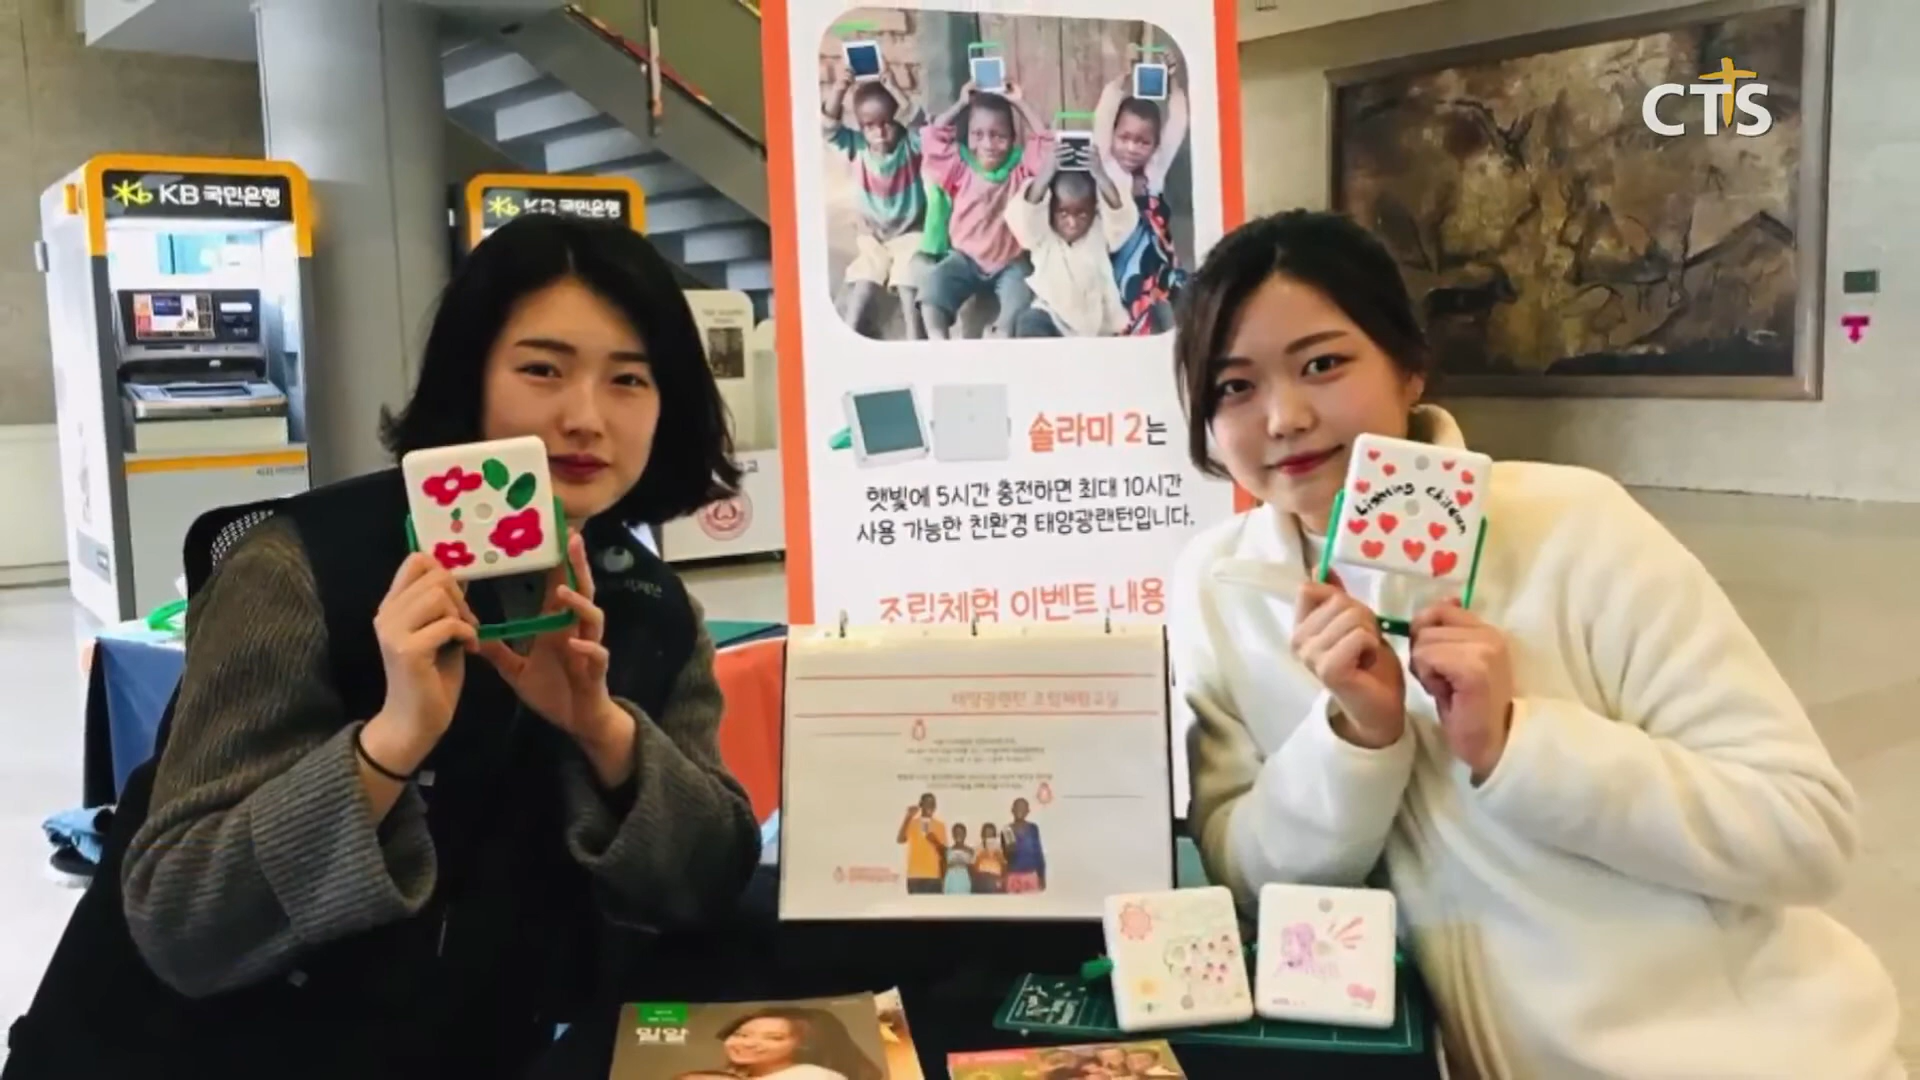 CTS
KB 국민은행
KB 국민은행
솔라미 2는
햇빛에 5시간 충전하면 최대 10시간
사용 가능한 친환경 태양광랜턴입니다.
조립체험 이벤트 내용
Lighting Children
태양광랜턴 조립체험교실
밀알